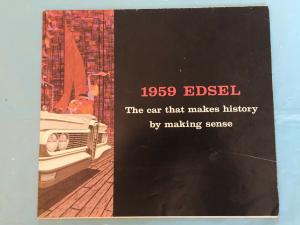 1959 EDSEL
The car that makes history
by making sense